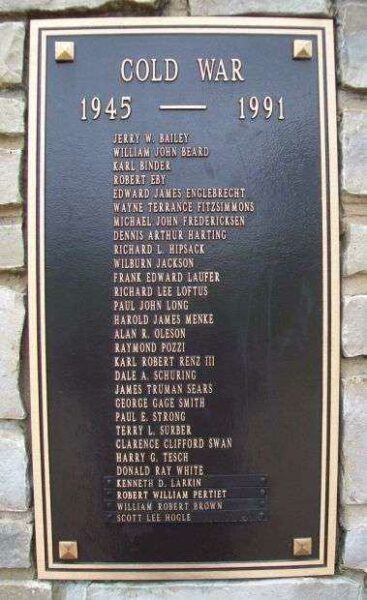 COLD WAR
1945 — 1991
JERRY W. BAILEY
WILLIAM JOHN BEARD
KARL BINDER
ROBERT EBY
EDWARD JAMES ENGLEBRECHT
WAYNE TERRANCE FITZSIMMONS
MICHAEL JOHN FREDERICKSEN
DENNIS ARTHUR HARTING
RICHARD L. HIPSACK
WILBURN JACKSON
FRANK EDWARD LAUFER
RICHARD LEE LOFTUS
PAUL JOHN LONG
HAROLD JAMES MENKE
ALAN R. OLESON
RAYMOND POZZI
KARL ROBERT RENZ III
DALE A. SCHURING
JAMES TRUMAN SEARS
GEORGE GAGE SMITH
PAUL E. STRONG
TERRY L. SURBER
CLARENCE CLIFFORD SWAN
HARRY G. TESCH
DONALD RAY WHITE
KENNETH D. LARKIN
ROBERT WILLIAM PERTIET
WILLIAM ROBERT BROWN
SCOTT LEE HOGLE